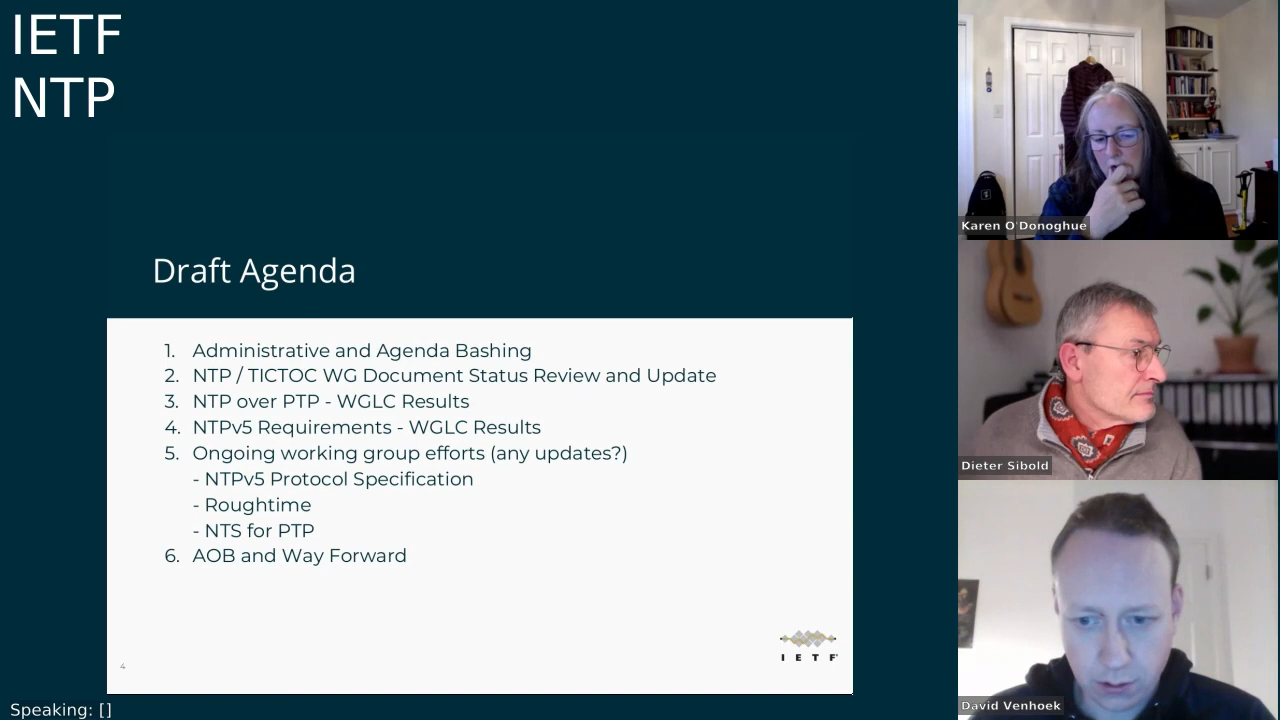 IETF
NTP
Draft Agenda
1. Administrative and Agenda Bashing
2. NTP / TICTOC WG Document Status Review and Update
3. NTP over PTP - WGLC Results
4. NTPv5 Requirements - WGLC Results
5. Ongoing working group efforts (any updates?)
- NTPv5 Protocol Specification
- Roughtime
- NTS for PTP
6. AOB and Way Forward
4
I E T F
Speaking: []
Karen O'Donoghue
Dieter Sibold
David Venhoek